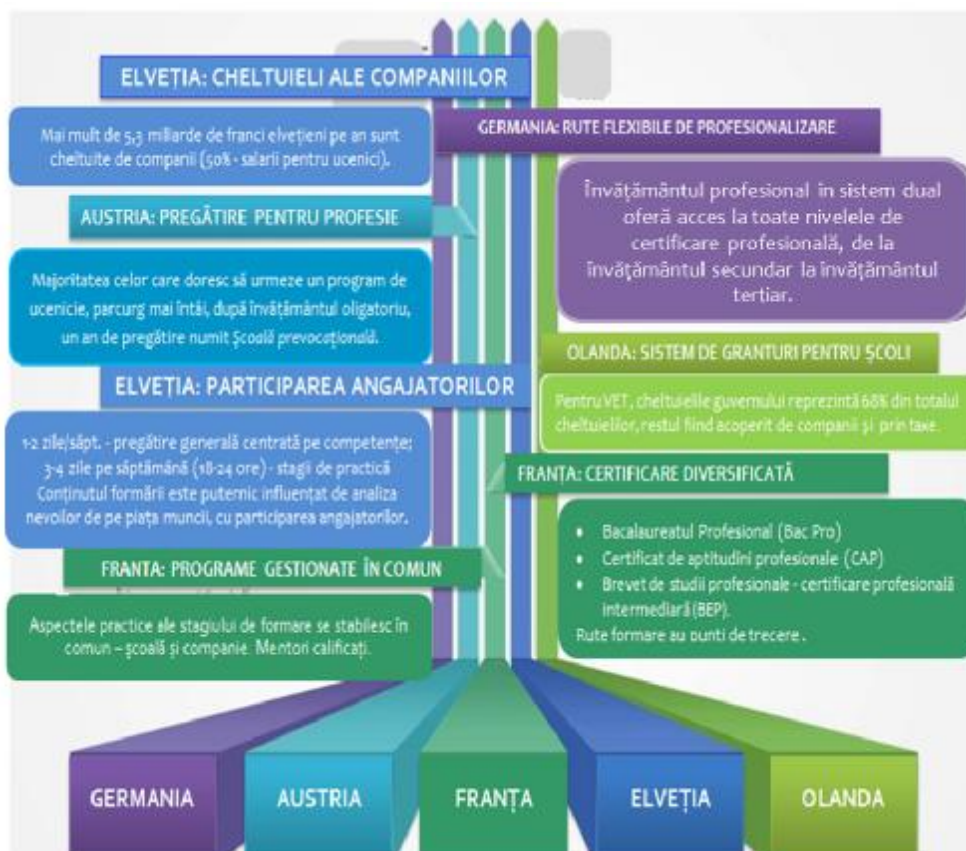 ELVEȚIA: CHELTUIELI ALE COMPANIILOR
Mai mult de 5,3 miliarde de franci elvețieni pe an sunt
cheltuite de companii (50% - salarii pentru ucenici).
GERMANIA: RUTE FLEXIBILE DE PROFESIONALIZARE
Învățământul profesional in sistem dual
oferă acces la toate nivelele de
certificare profesională, de la
învățământul secundar la învățământul
terțiar.
AUSTRIA: PREGĂTIRE PENTRU PROFESIE
Majoritatea celor care doresc să urmeze un program de
ucenicie, parcurg mai întâi, după învățământul oligatoriu,
un an de pregătire numit Școală prevocațională.
OLANDA: SISTEM DE GRANTURI PENTRU ȘCOLI
Pentru VET, cheltuielile guvernului reprezintă 68% din totalul
cheltuielilor, restul fiind acoperit de companii și prin taxe.
ELVEȚIA: PARTICIPAREA ANGAJATORILOR
1-2 zile/săpt. - pregătire generală centrată pe competențe;
3-4 zile pe săptămână (18-24 ore) - stagii de practică
Conținutul formării este puternic influențat de analiza
nevoilor de pe piața muncii, cu participarea angajatorilor.
FRANȚA: CERTIFICARE DIVERSIFICATĂ
• Bacalaureatul Profesional (Bac Pro)
• Certificat de aptitudini profesionale (CAP)
• Brevet de studii profesionale - certificare profesională
intermediară (BEP).
Rute formare au punti de trecere.
FRANTA: PROGRAME GESTIONATE ÎN COMUN
Aspectele practice ale stagiului de formare se stabilesc în
comun – școală și companie. Mentori calificați.
GERMANIA
AUSTRIA
FRANȚA
ELVEȚIA
OLANDA